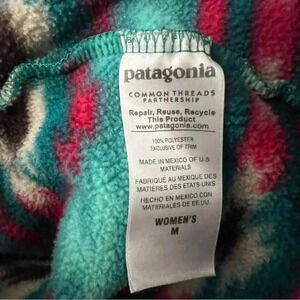 patagonia
COMMON THREADS
PARTNERSHIP
Repair, Reuse, Recycle
This Product
www.patagonia.com
100% POLYESTER
EXCLUSIVE OF TRIM
MADE IN MEXICO OF U.S.
MATERIALS
FABRIQUÉ AU MEXIQUE DES
MATIÈRES DES ETATS-UNIS
HECHO EN MEXICO CON
MATERIALES DE EE.UU.
WOMEN'S
M